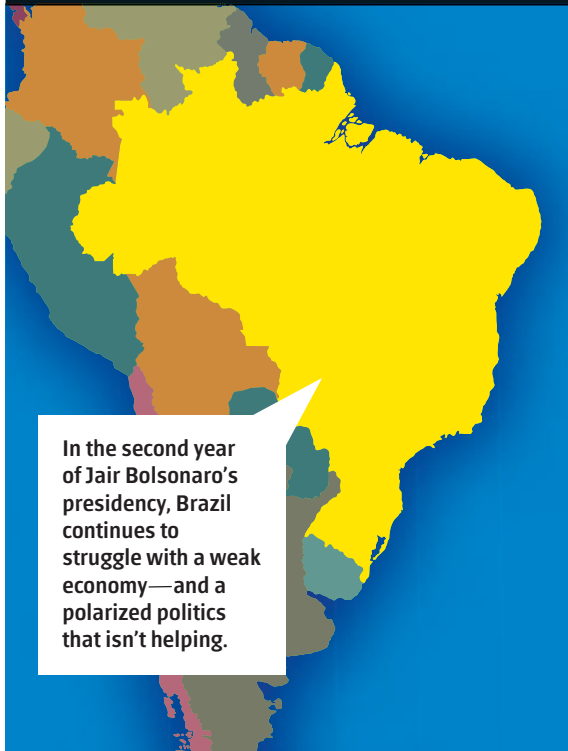 In the second year
of Jair Bolsonaro’s
presidency, Brazil
continues to
struggle with a weak
economy—and a
polarized politics
that isn’t helping.